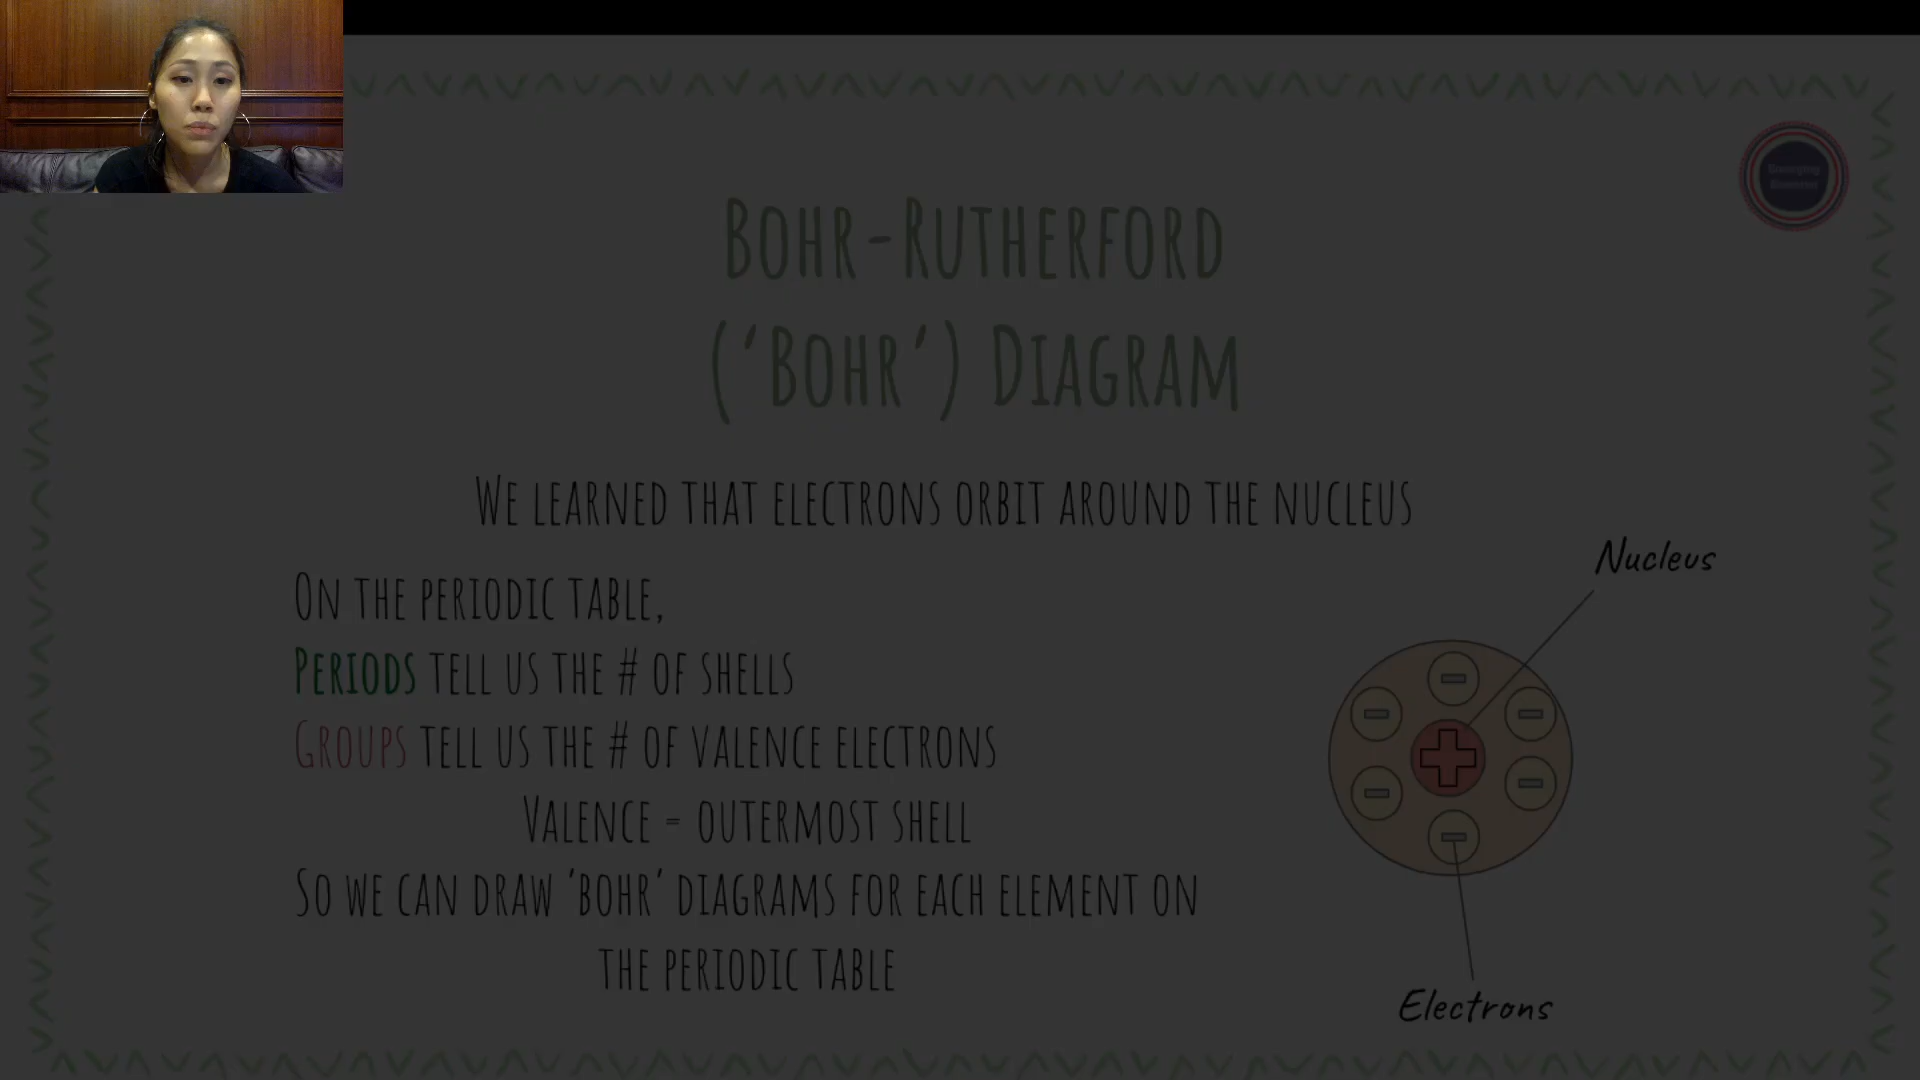 BOHR-RUTHERFORD
('BOHR') DIAGRAM
WE LEARNED THAT ELECTRONS ORBIT AROUND THE NUCLEUS
Nucleus
ON THE PERIODIC TABLE,
PERIODS TELL US THE # OF SHELLS
GROUPS TELL US THE # OF VALENCE ELECTRONS
VALENCE = OUTERMOST SHELL
SO WE CAN DRAW 'BOHR' DIAGRAMS FOR EACH ELEMENT ON
THE PERIODIC TABLE
Electrons